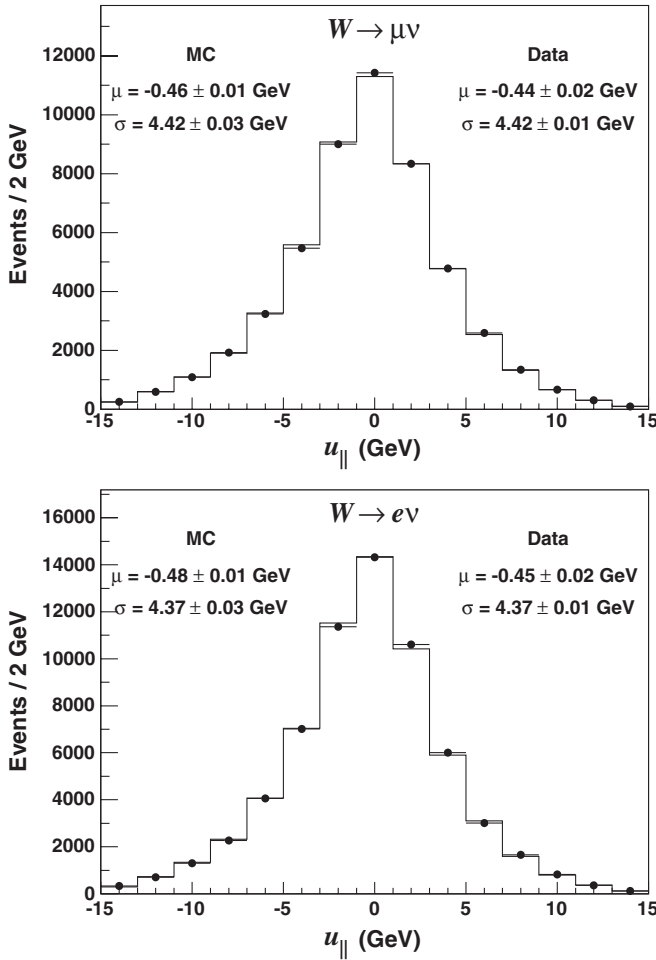 W → μν
MC
Data
μ = -0.46 ± 0.01 GeV
μ = -0.44 ± 0.02 GeV
σ = 4.42 ± 0.03 GeV
σ = 4.42 ± 0.01 GeV
Events / 2 GeV
12000
10000
8000
6000
4000
2000
0
-15 -10 -5 0 5 10 15
u|| (GeV)
W → eν
MC
Data
μ = -0.48 ± 0.01 GeV
μ = -0.45 ± 0.02 GeV
σ = 4.37 ± 0.03 GeV
σ = 4.37 ± 0.01 GeV
Events / 2 GeV
16000
14000
12000
10000
8000
6000
4000
2000
0
-15 -10 -5 0 5 10 15
u|| (GeV)